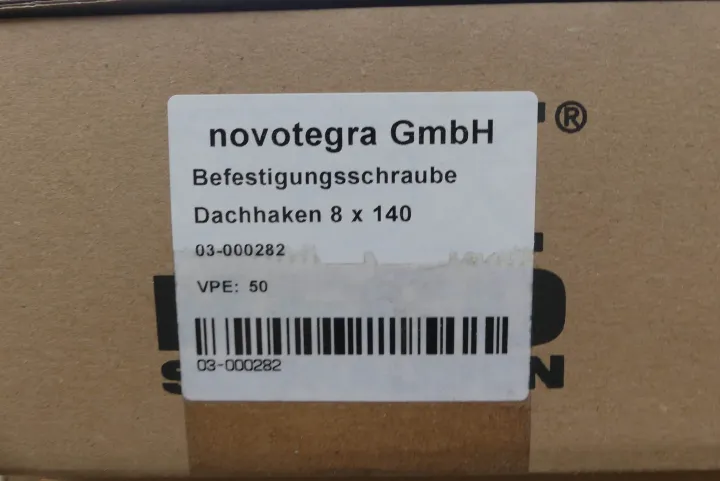 novotegra GmbH
®
Befestigungsschraube
Dachhaken 8 x 140
03-000282
VPE: 50
03-000282